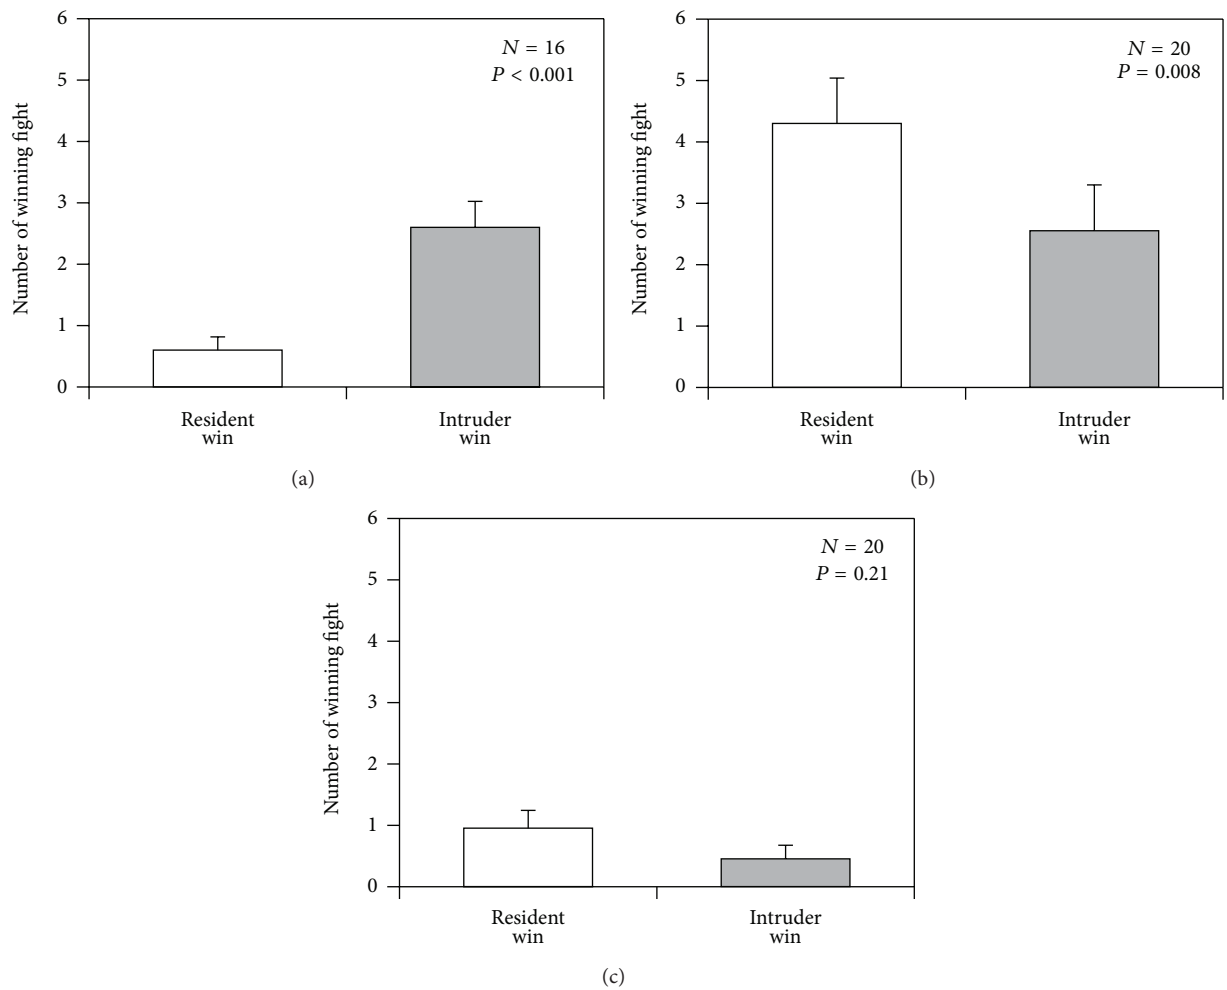 Number of winning fight
6
5
4
3
2
1
0
N = 16
P < 0.001
Resident
win
Intruder
win
(a)
Number of winning fight
6
5
4
3
2
1
0
N = 20
P = 0.008
Resident
win
Intruder
win
(b)
Number of winning fight
6
5
4
3
2
1
0
N = 20
P = 0.21
Resident
win
Intruder
win
(c)